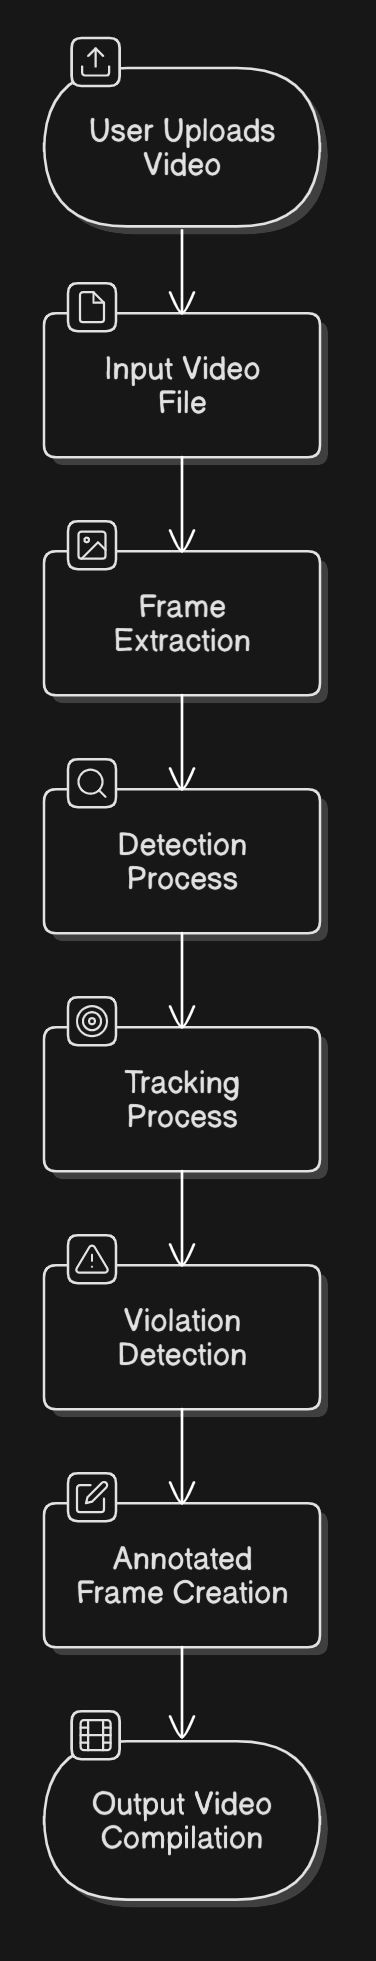 User Uploads
Video
Input Video
File
Frame
Extraction
Detection
Process
Tracking
Process
Violation
Detection
Annotated
Frame Creation
Output Video
Compilation